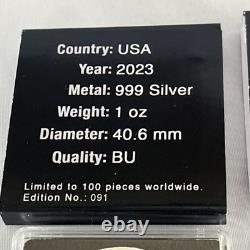 Country: USA
Year: 2023
Metal: 999 Silver
Weight: 1 oz
Diameter: 40.6 mm
Quality: BU
Limited to 100 pieces worldwide.
Edition No.: 091